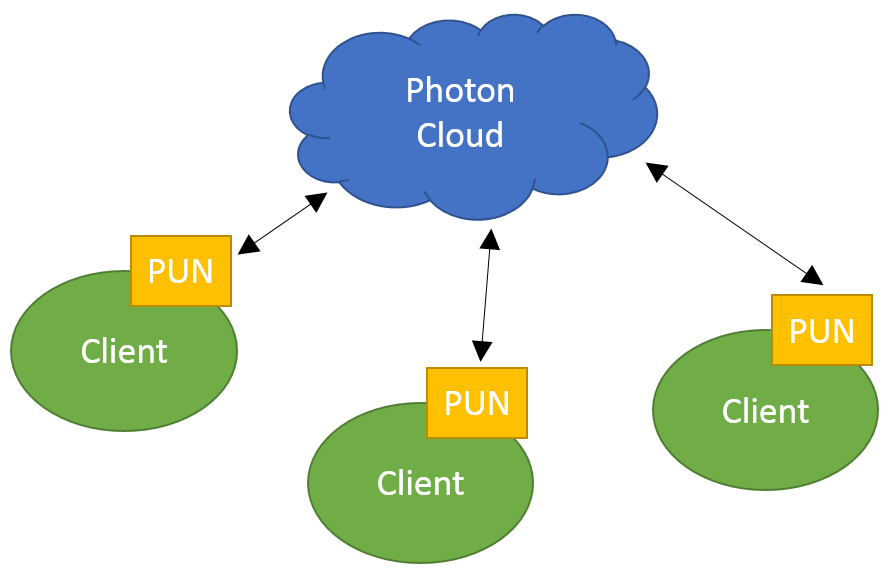 Photon
Cloud
PUN
Client
PUN
Client
PUN
Client